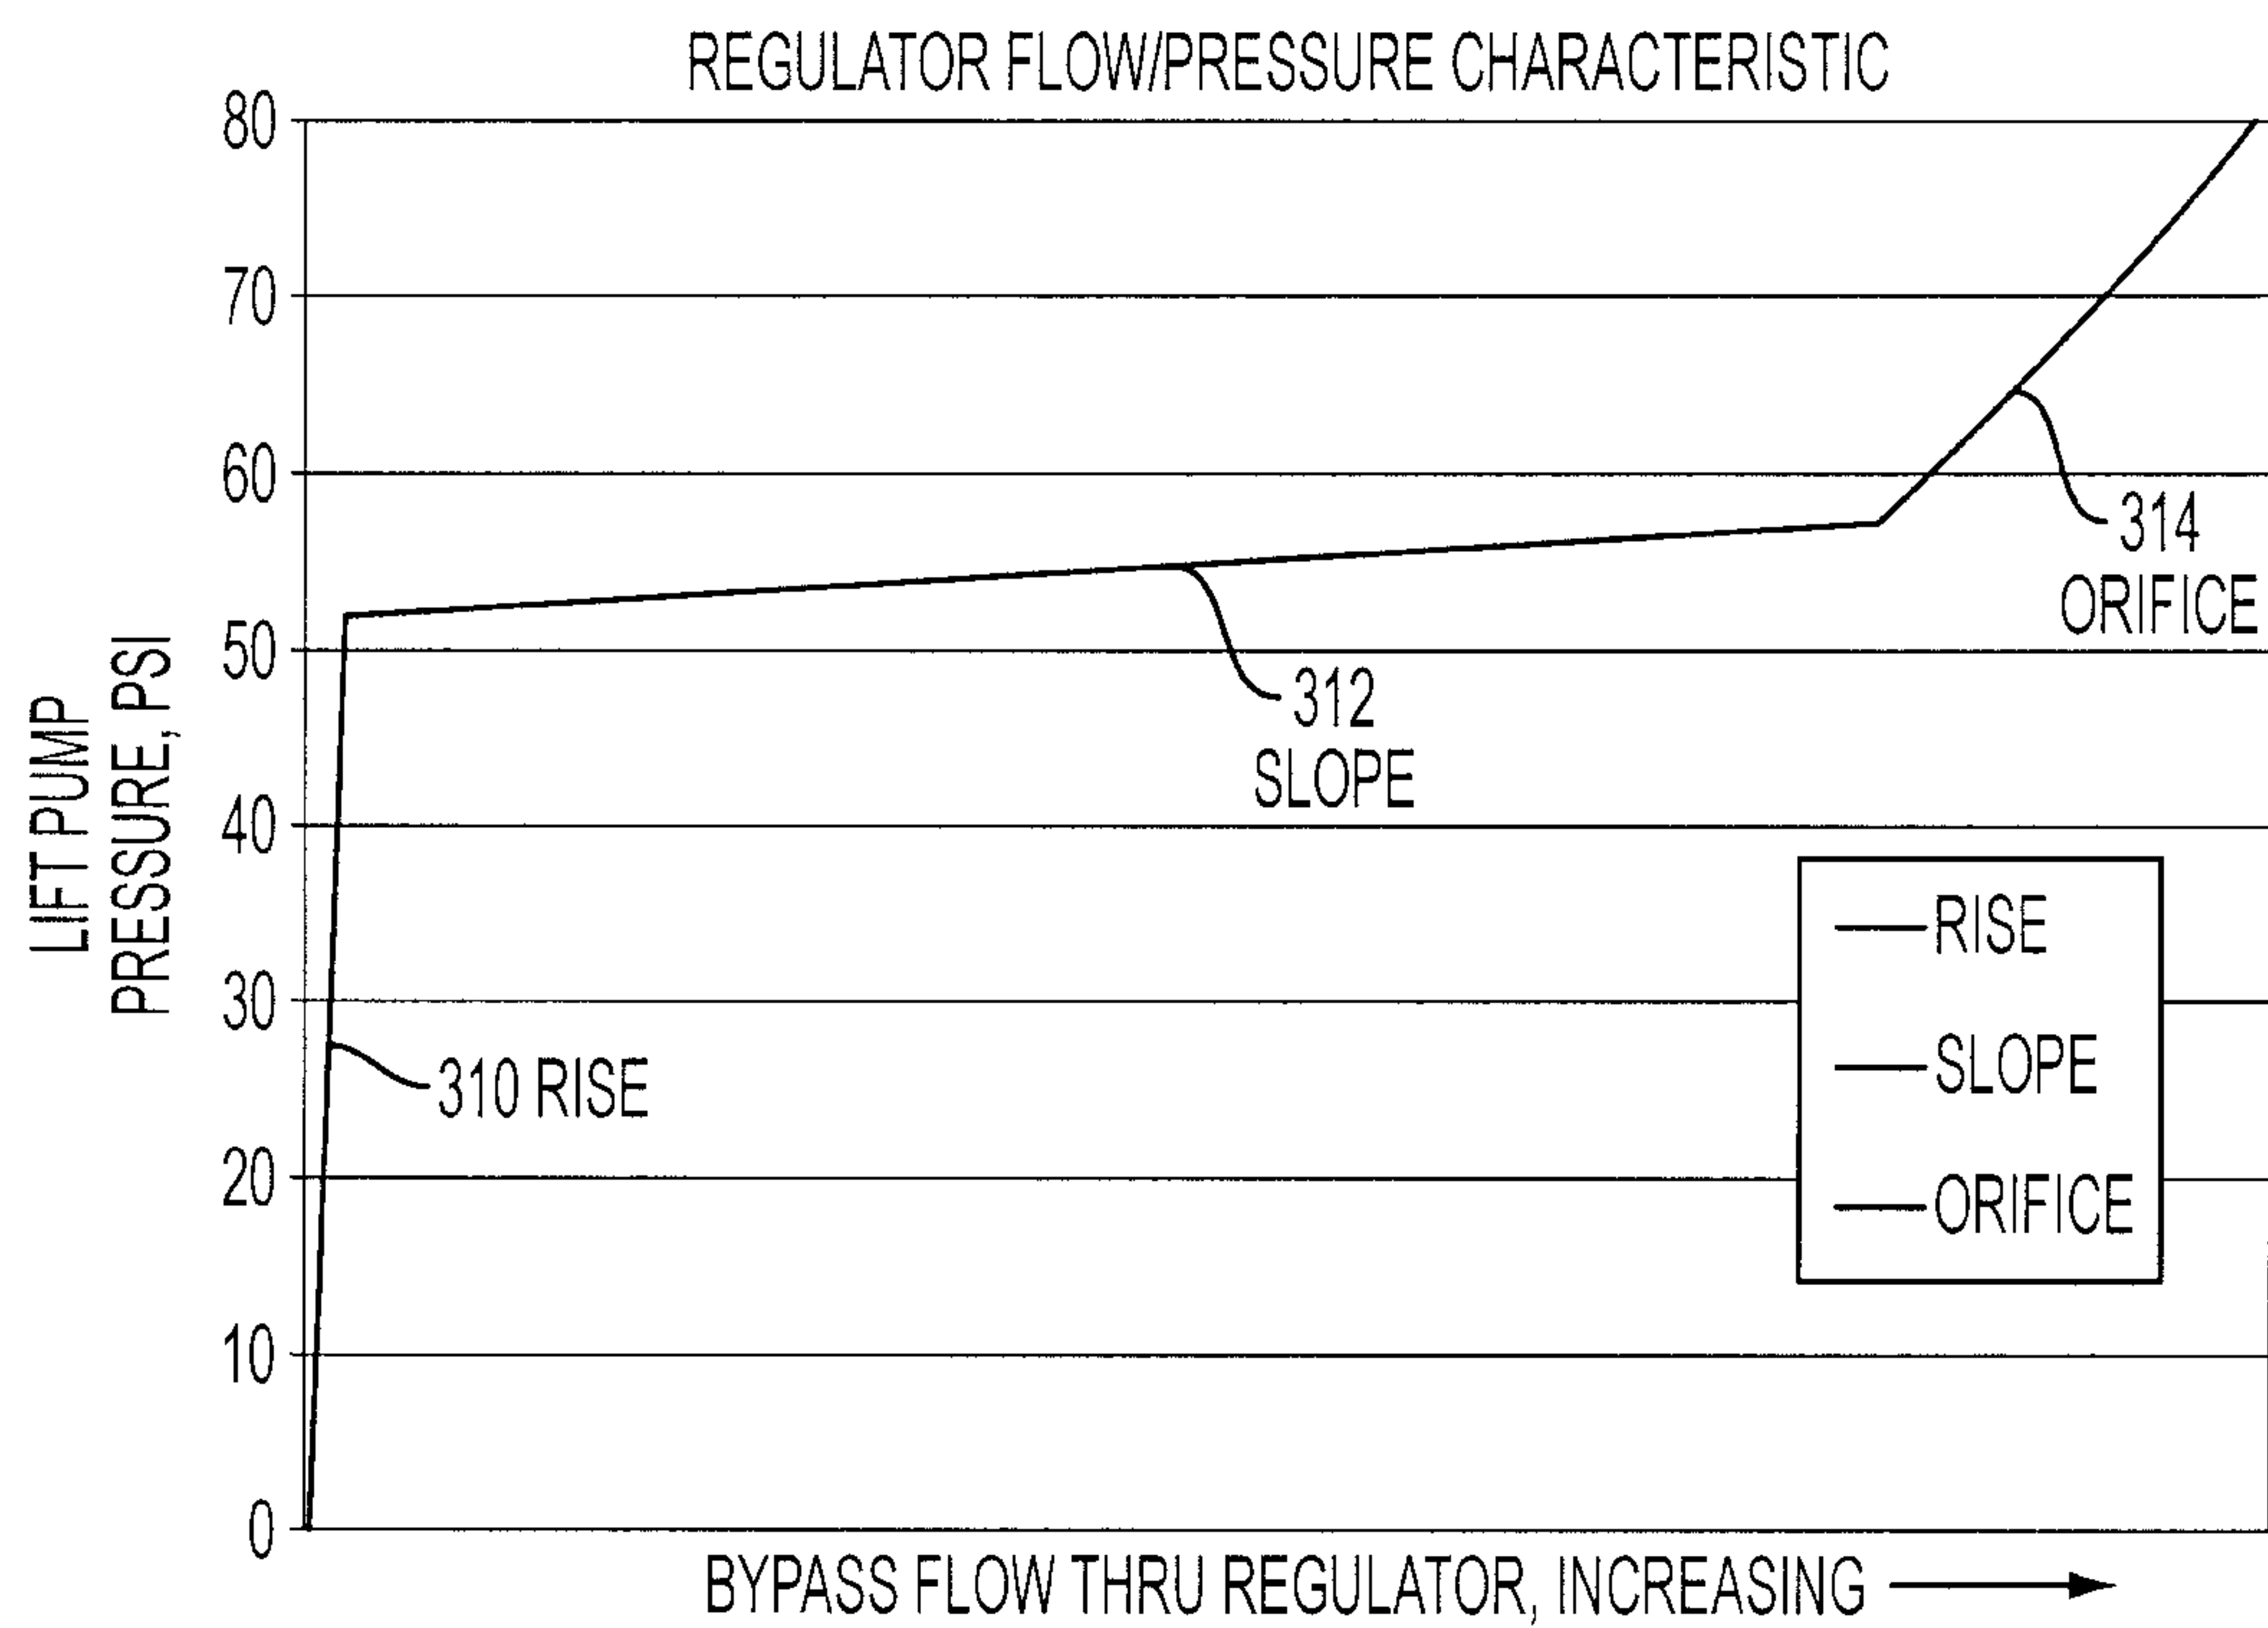 REGULATOR FLOW/PRESSURE CHARACTERISTIC
80
70
60
50
40
30
20
10
0
LIFT PUMP
PRESSURE, PSI
314
ORIFICE
312
SLOPE
310 RISE
RISE
SLOPE
ORIFICE
BYPASS FLOW THRU REGULATOR, INCREASING